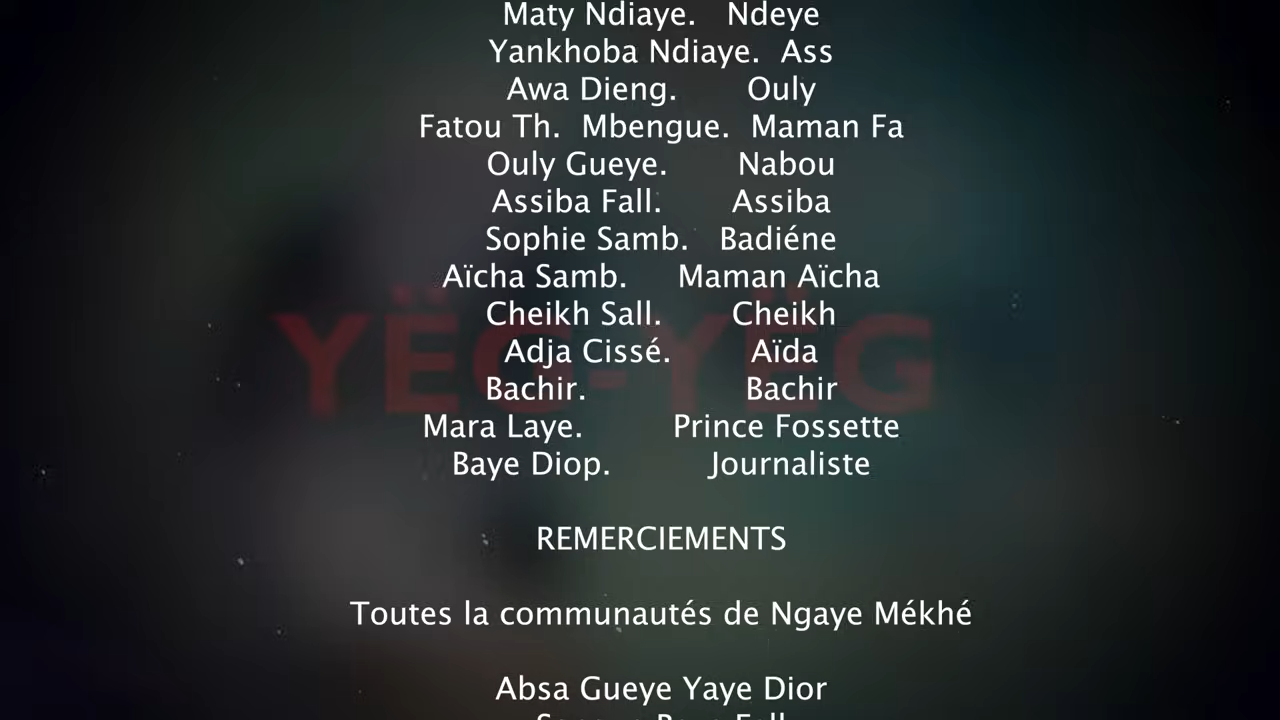 Maty Ndiaye. Ndeye
Yankhoba Ndiaye. Ass
Awa Dieng. Ouly
Fatou Th. Mbengue. Maman Fa
Ouly Gueye. Nabou
Assiba Fall. Assiba
Sophie Samb. Badiéne
Aïcha Samb. Maman Aïcha
Cheikh Sall. Cheikh
YËG-YËG
Adja Cissé. Aïda
Bachir. Bachir
Mara Laye. Prince Fossette
Baye Diop. Journaliste
REMERCIEMENTS
Toutes la communautés de Ngaye Mékhé
Absa Gueye Yaye Dior